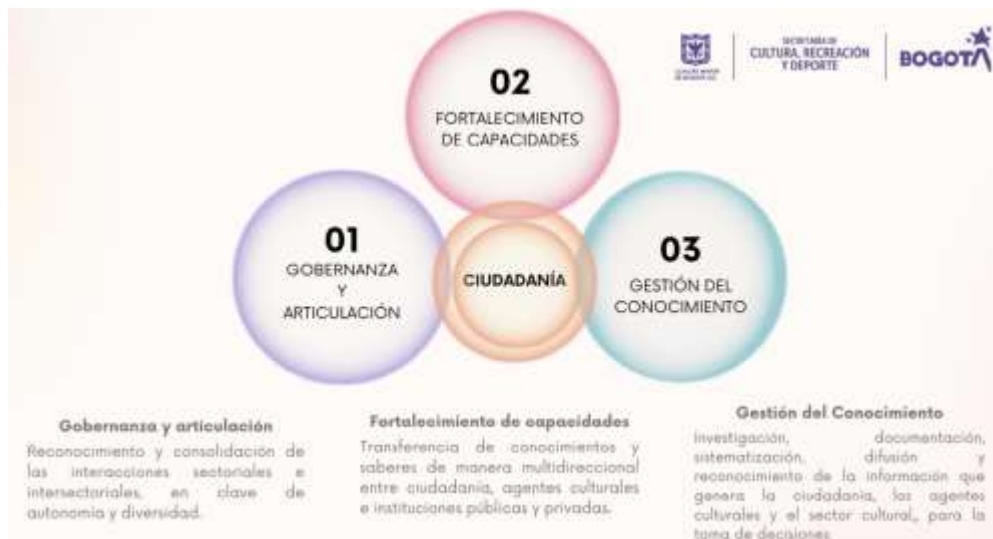 02
FORTALECIMIENTO
DE CAPACIDADES
SECRETARÍA DE
CULTURA, RECREACIÓN
Y DEPORTE
BOGOTÁ
01
GOBERNANZA
Y
ARTICULACIÓN
CIUDADANÍA
03
GESTIÓN DEL
CONOCIMIENTO
Gobernanza y articulación
Reconocimiento y consolidación de
las interacciones sectoriales e
intersectoriales, en clave de
autonomía y diversidad.
Fortalecimiento de capacidades
Transferencia de conocimientos y
saberes de manera multidireccional
entre ciudadanía, agentes culturales
e instituciones públicas y privadas.
Gestión del Conocimiento
Investigación, documentación,
sistematización, difusión y
reconocimiento de la información que
genera la ciudadanía, los agentes
culturales y el sector cultural,, para la
toma de decisiones